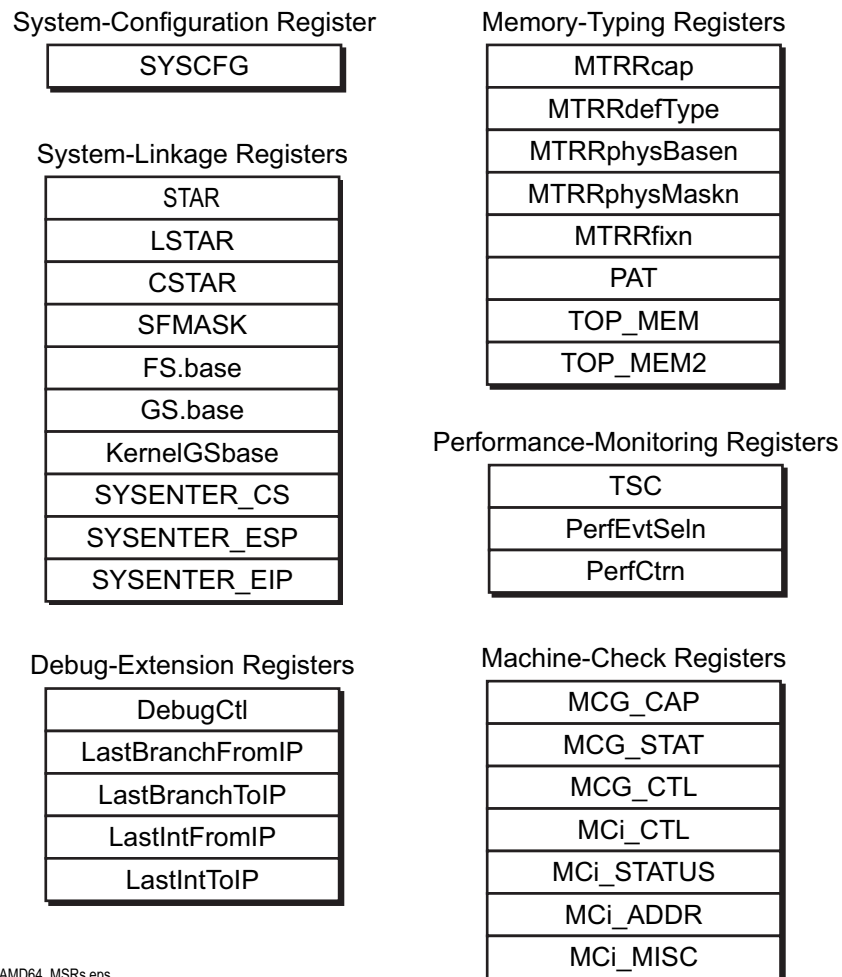 System-Configuration Register
SYSCFG
System-Linkage Registers
STAR
LSTAR
CSTAR
SFMASK
FS.base
GS.base
KernelGSbase
SYSENTER_CS
SYSENTER_ESP
SYSENTER_EIP
Debug-Extension Registers
DebugCtl
LastBranchFromIP
LastBranchToIP
LastIntFromIP
LastIntToIP
Memory-Typing Registers
MTRRcap
MTRRdefType
MTRRphysBasen
MTRRphysMaskn
MTRRfixn
PAT
TOP_MEM
TOP_MEM2
Performance-Monitoring Registers
TSC
PerfEvtSeln
PerfCtrn
Machine-Check Registers
MCG_CAP
MCG_STAT
MCG_CTL
MCi_CTL
MCi_STATUS
MCi_ADDR
MCi_MISC
AMD64_MSRs.eps